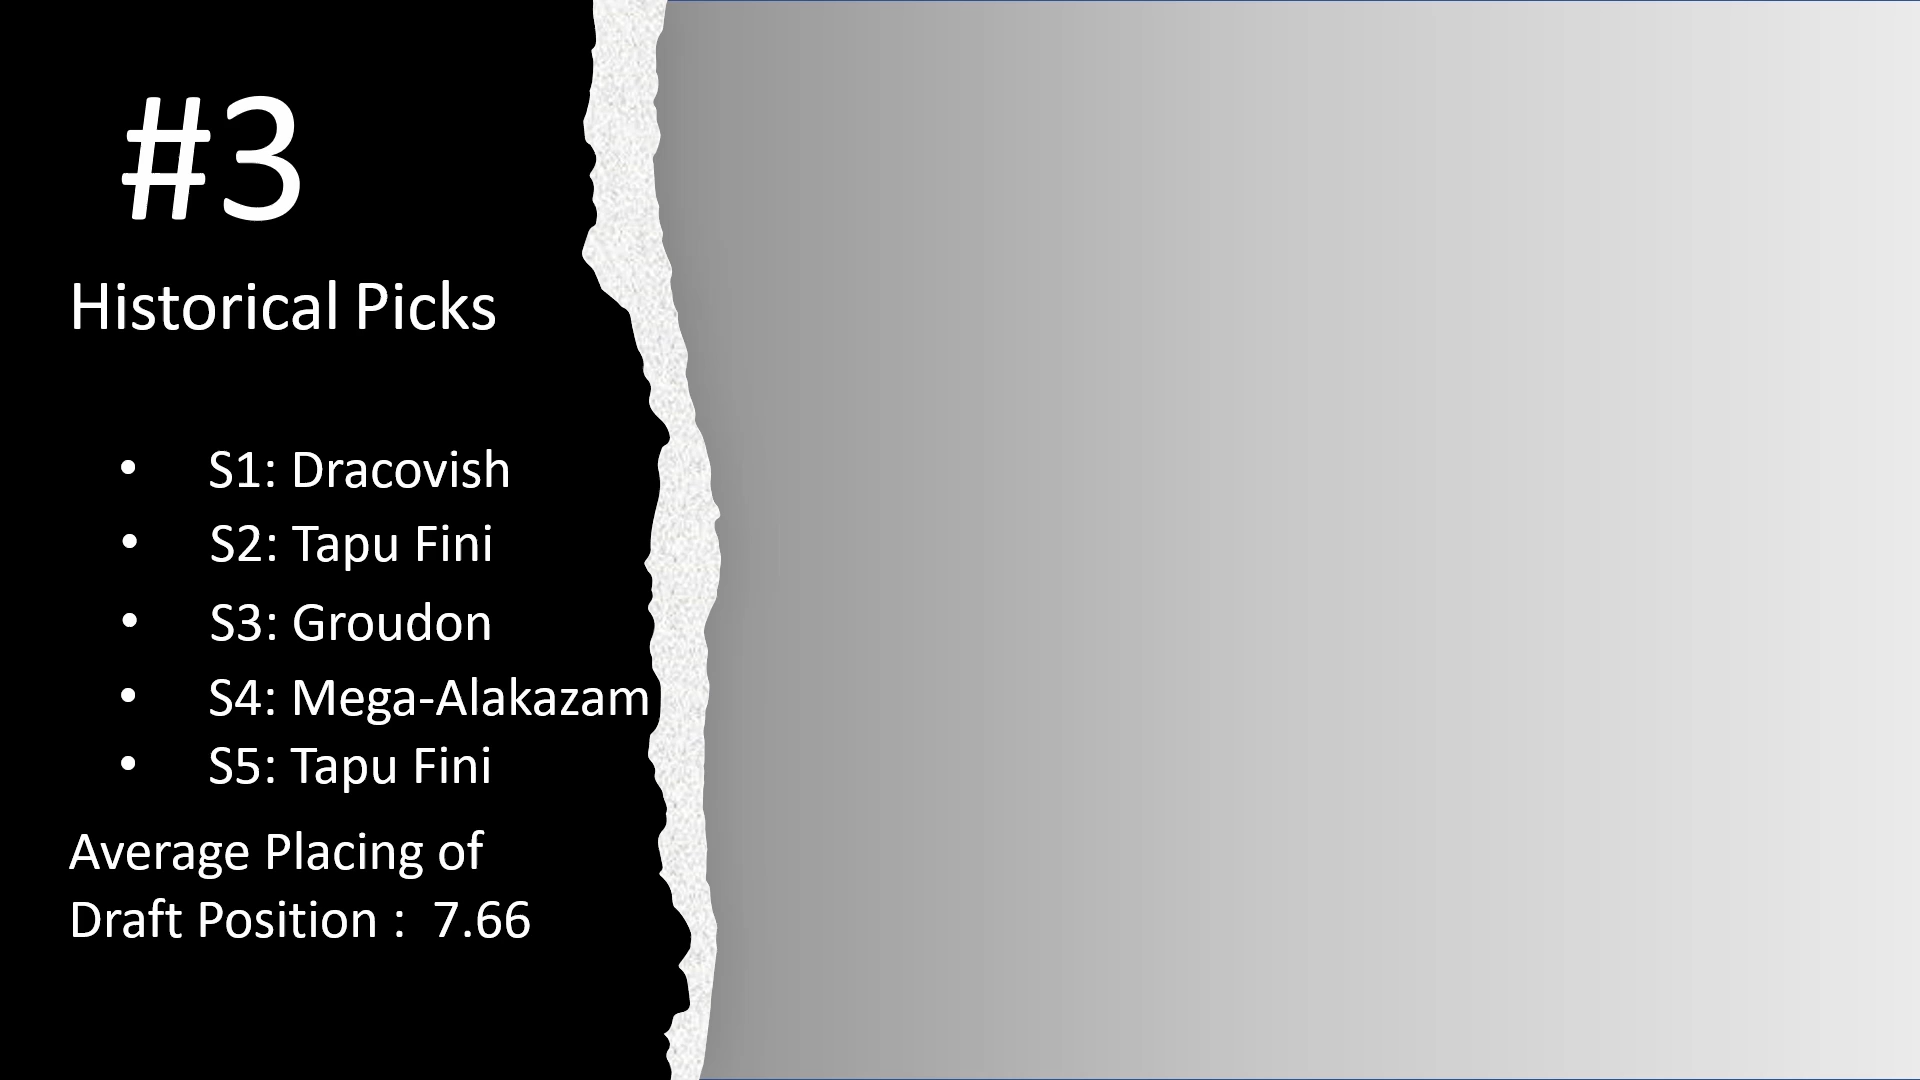 #3
Historical Picks
• S1: Dracovish
• S2: Tapu Fini
• S3: Groudon
• S4: Mega-Alakazam
• S5: Tapu Fini
Average Placing of
Draft Position : 7.66